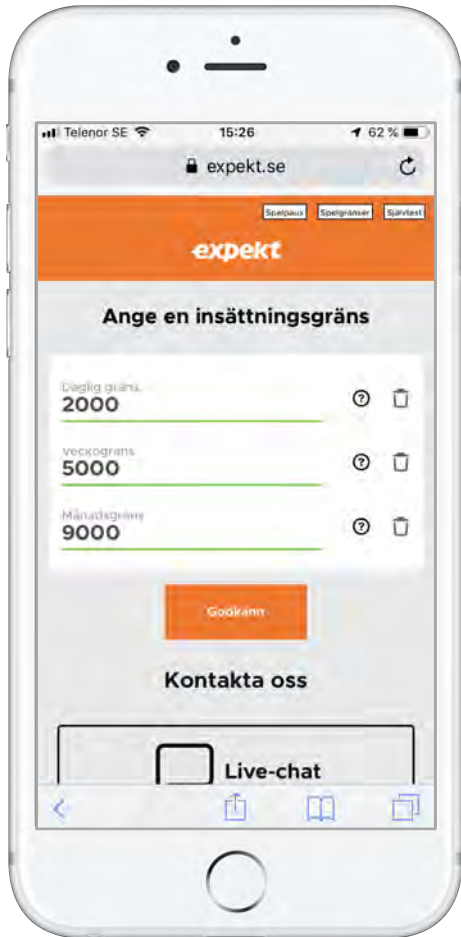 Telenor SE 15:26 62 %
expekt.se
Spelpaus Spelgränser Självtest
expekt
Ange en insättningsgräns
Daglig gräns
2000
Veckogräns
5000
Månadsgräns
9000
Godkänn
Kontakta oss
Live-chat